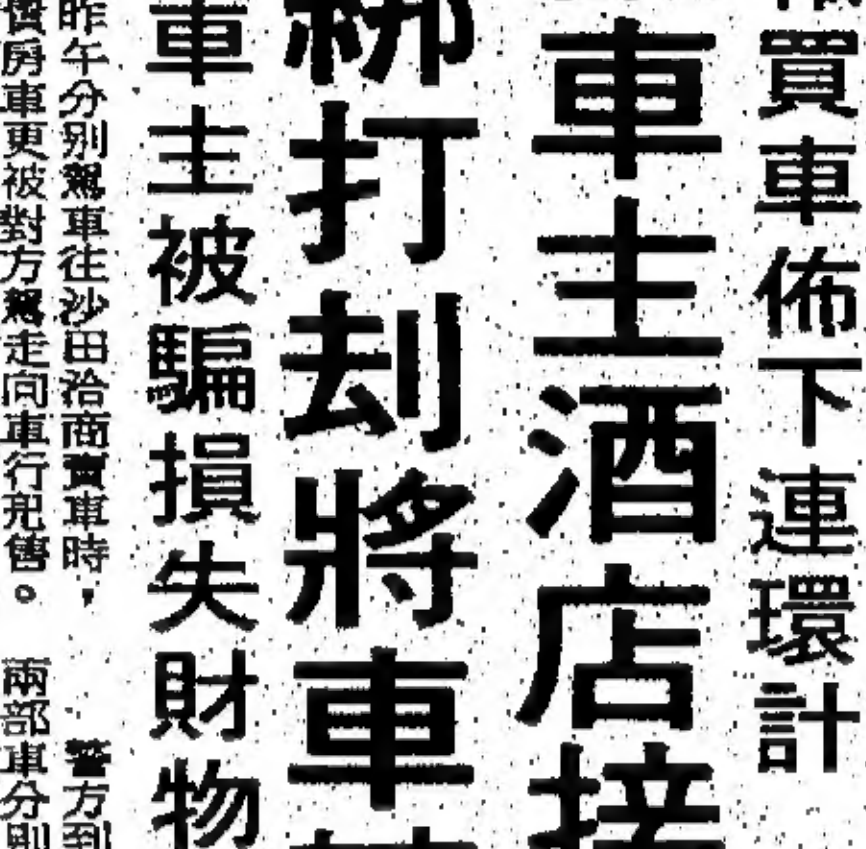 買車佈下連環計
車主酒店接
綁打刦將車
車主被騙損失財物
昨午分别駕車往沙田洽商賣車時，　警方到
房車更被對方駕走向車行兜售。　兩部車分别